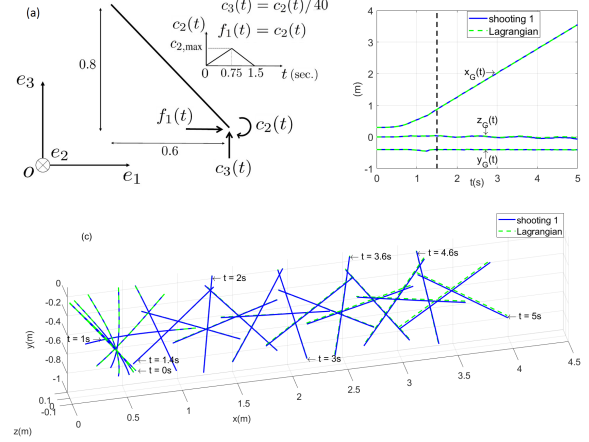 (a)
c₃(t) = c₂(t)/40
f₁(t) = c₂(t)
c₂(t)
c₂,max
0 0.75 1.5 t (sec.)
0.8
e₃
f₁(t)
c₂(t)
0.6
c₃(t)
e₂
o
e₁
shooting 1
Lagrangian
4
3
2
1
0
-1
(m)
x_G(t)
z_G(t)
y_G(t)
0 1 2 3 4 5
t(s)
(c)
shooting 1
Lagrangian
t = 2s
t = 3.6s
t = 4.6s
t = 5s
t = 1s
t = 1.4s
t = 0s
t = 3s
0
-0.2
-0.4
-0.6
-0.8
-1
y(m)
0.1
0
-0.1
z(m)
0 0.5 1 1.5 2 2.5 3 3.5 4 4.5
x(m)